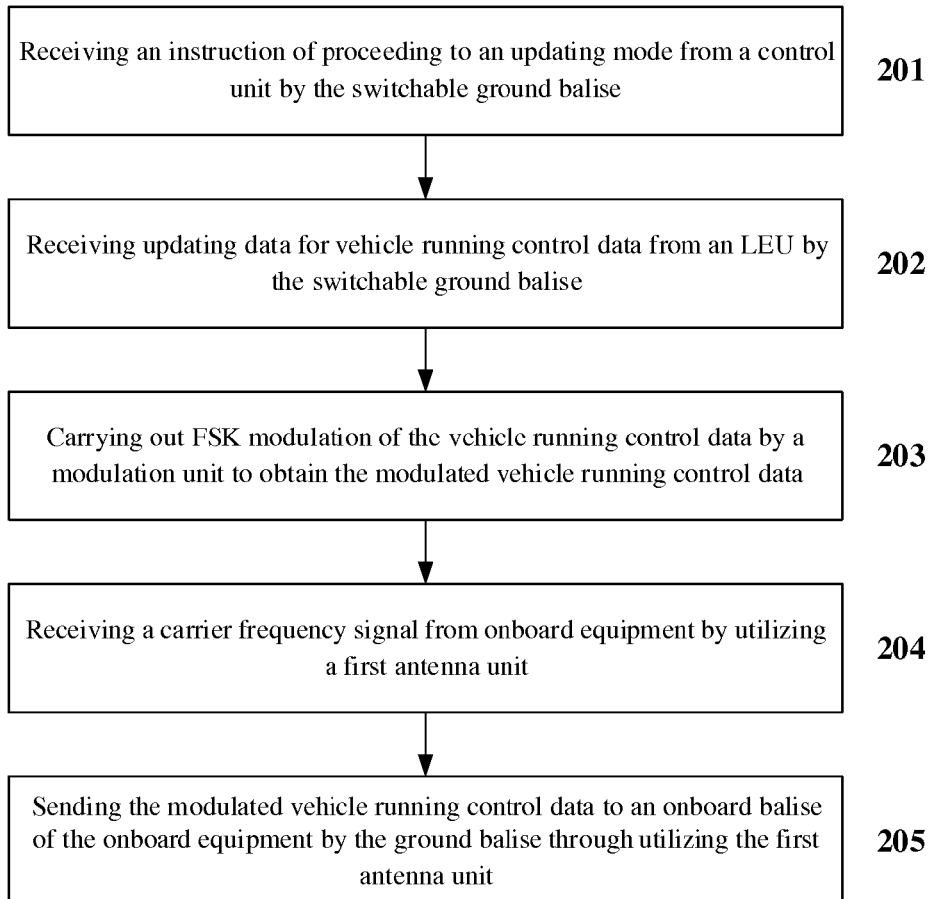 Receiving an instruction of proceeding to an updating mode from a control
unit by the switchable ground balise
201
Receiving updating data for vehicle running control data from an LEU by
the switchable ground balise
202
Carrying out FSK modulation of the vehicle running control data by a
modulation unit to obtain the modulated vehicle running control data
203
Receiving a carrier frequency signal from onboard equipment by utilizing
a first antenna unit
204
Sending the modulated vehicle running control data to an onboard balise
of the onboard equipment by the ground balise through utilizing the first
antenna unit
205